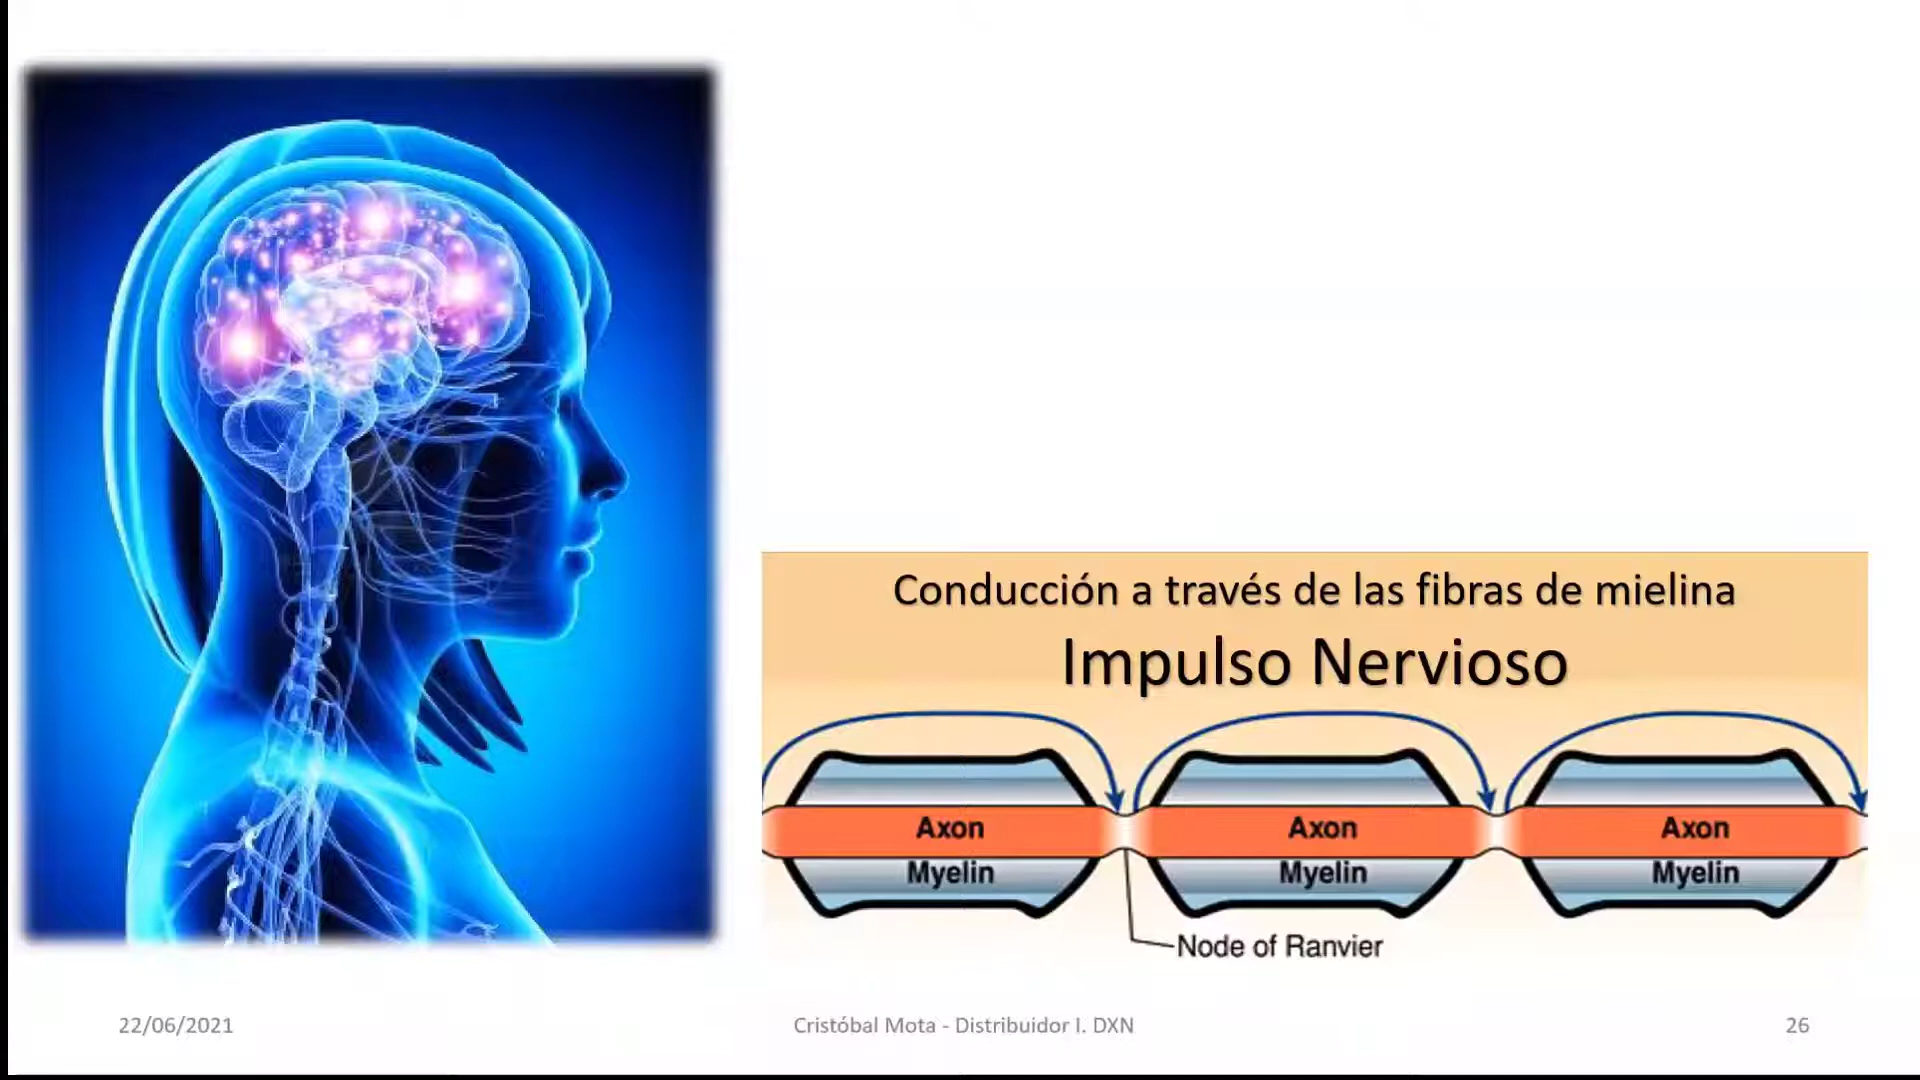 Conducción a través de las fibras de mielina
Impulso Nervioso
Axon
Axon
Axon
Myelin
Myelin
Myelin
Node of Ranvier
22/06/2021
Cristóbal Mota - Distribuidor I. DXN
26